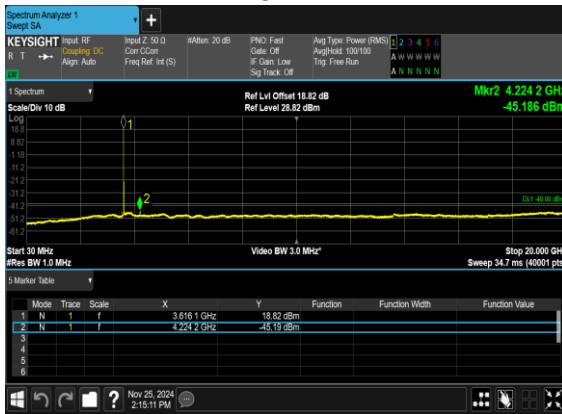 Spectrum Analyzer 1
Swept SA
KEYSIGHT Input: RF Input Z: 50 Ω #Atten: 20 dB PNO: Fast Avg Type: Power (RMS) 1 2 3 4 5 6
R T Coupling: DC Corr CCorr Gate: Off Avg|Hold: 100/100 A W W W W W
Align: Auto Freq Ref: Int (S) IF Gain: Low Trig: Free Run
Sig Track: Off A N N N N N
1 Spectrum Ref Lvl Offset 18.82 dB Mkr2 4.224 2 GHz
Scale/Div 10 dB Ref Level 28.82 dBm -45.186 dBm
Log
18.8
8.82
-1.18
-11.2
-21.2
-31.2
-41.2
-51.2
-61.2
1
2
DL1 -40.00 dBm
Start 30 MHz Video BW 3.0 MHz* Stop 20.000 GHz
#Res BW 1.0 MHz Sweep 34.7 ms (40001 pts)
5 Marker Table
Mode Trace Scale X Y Function Function Width Function Value
1 N 1 f 3.616 1 GHz 18.82 dBm
2 N 1 f 4.224 2 GHz -45.19 dBm
3
4
5
6
Nov 25, 2024
2:15:11 PM